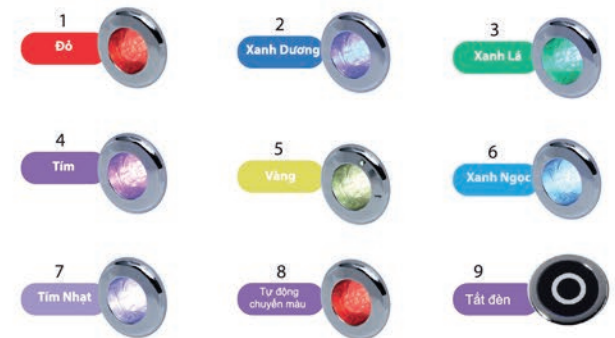 1
Đỏ
2
Xanh Dương
3
Xanh Lá
4
Tím
5
Vàng
6
Xanh Ngọc
7
Tím Nhạt
8
Tự động
chuyển màu
9
Tắt đèn